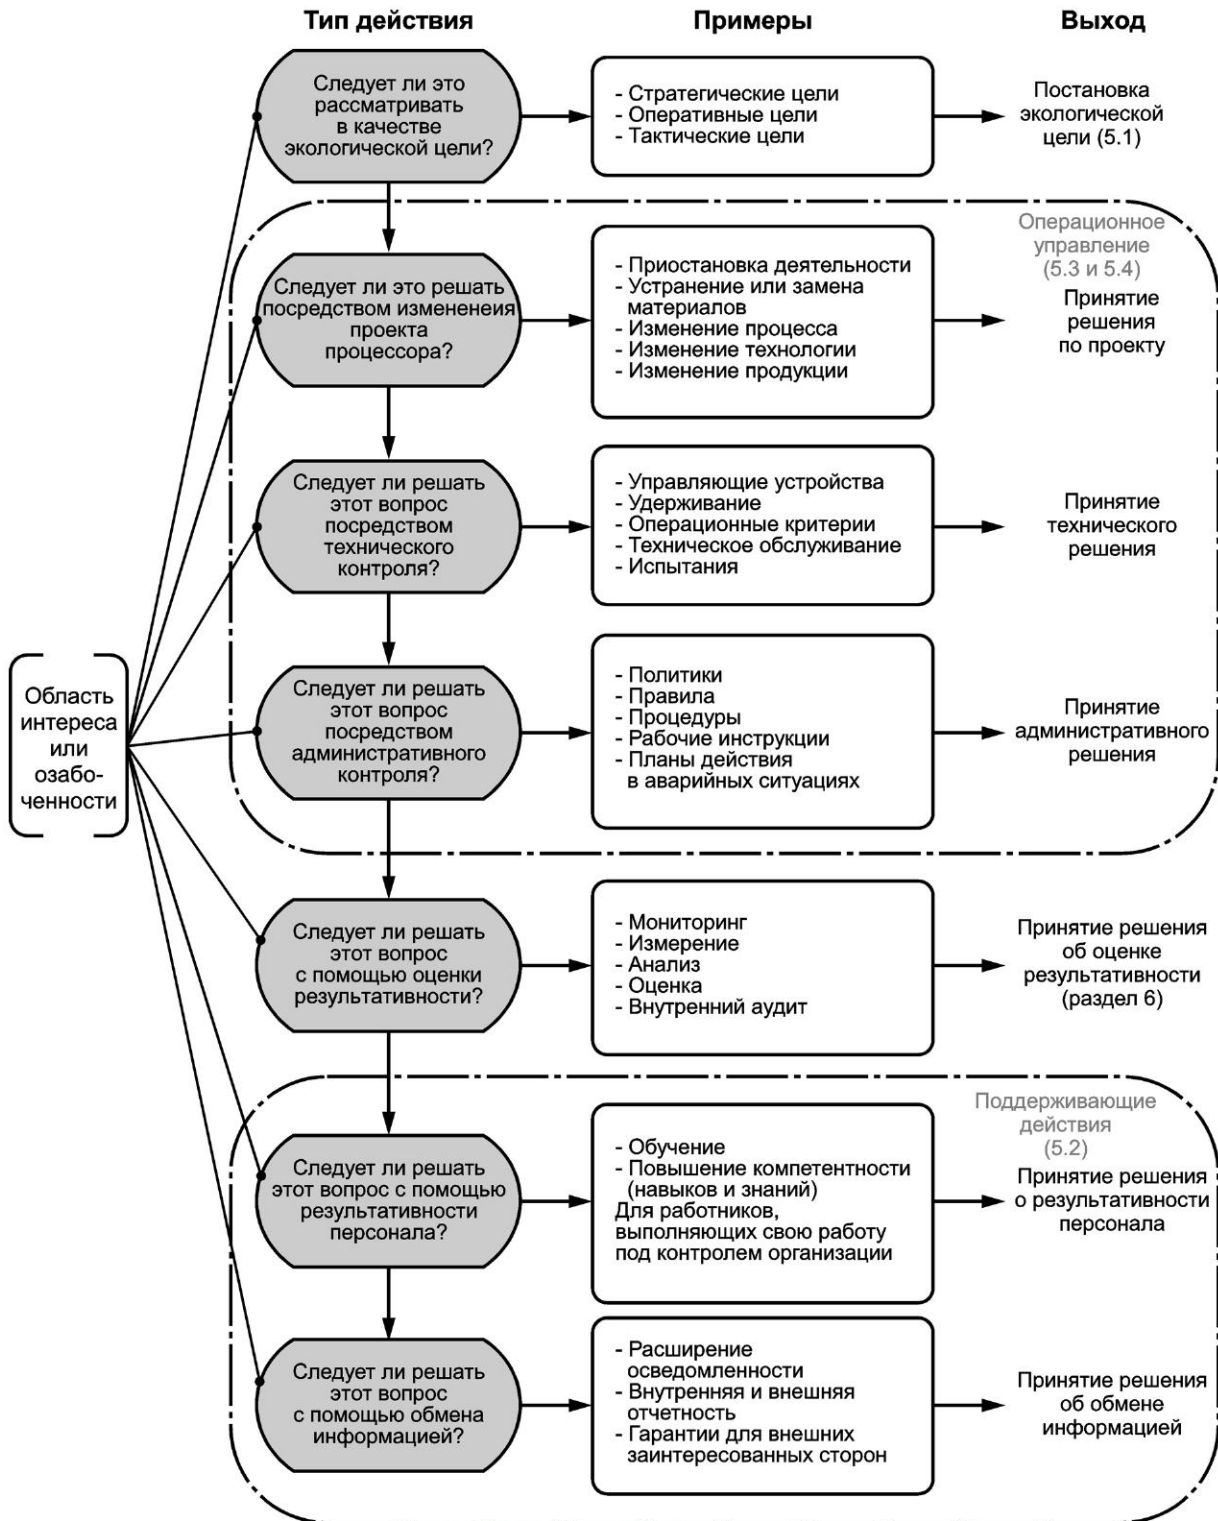 Тип действия
Примеры
Выход
Следует ли это
рассматривать
в качестве
экологической цели?
- Стратегические цели
- Оперативные цели
- Тактические цели
Постановка
экологической
цели (5.1)
Операционное
управление
(5.3 и 5.4)
Следует ли это решать
посредством измененеия
проекта
процессора?
- Приостановка деятельности
- Устранение или замена
материалов
- Изменение процесса
- Изменение технологии
- Изменение продукции
Принятие
решения
по проекту
Следует ли решать
этот вопрос
посредством
технического
контроля?
- Управляющие устройства
- Удерживание
- Операционные критерии
- Техническое обслуживание
- Испытания
Принятие
технического
решения
Область
интереса
или
озабо-
ченности
Следует ли решать
этот вопрос
посредством
административного
контроля?
- Политики
- Правила
- Процедуры
- Рабочие инструкции
- Планы действия
в аварийных ситуациях
Принятие
административного
решения
Следует ли решать
этот вопрос
с помощью оценки
результативности?
- Мониторинг
- Измерение
- Анализ
- Оценка
- Внутренний аудит
Принятие решения
об оценке
результативности
(раздел 6)
Поддерживающие
действия
(5.2)
Следует ли решать
этот вопрос с помощью
результативности
персонала?
- Обучение
- Повышение компетентности
(навыков и знаний)
Для работников,
выполняющих свою работу
под контролем организации
Принятие решения
о результативности
персонала
Следует ли решать
этот вопрос
с помощью обмена
информацией?
- Расширение
осведомленности
- Внутренняя и внешняя
отчетность
- Гарантии для внешних
заинтересованных сторон
Принятие решения
об обмене
информацией